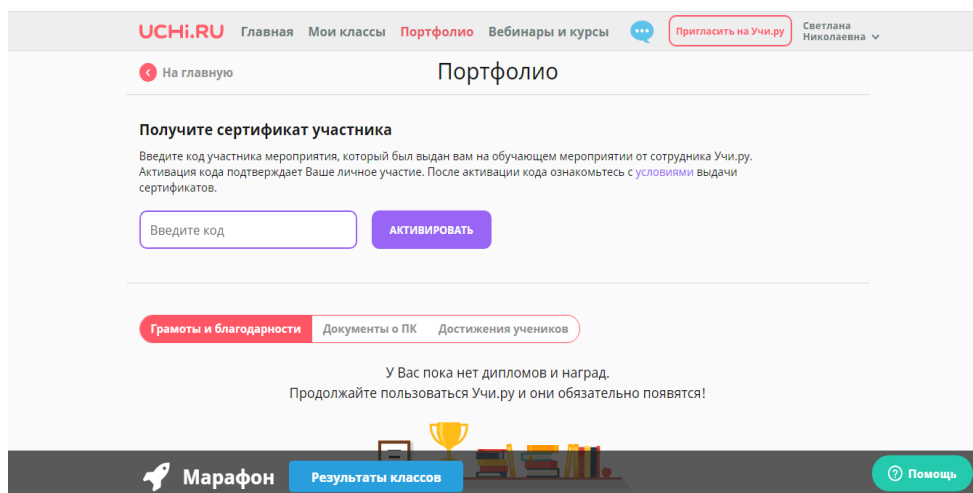 UCHi.RU Главная Мои классы Портфолио Вебинары и курсы Пригласить на Учи.ру Светлана
Николаевна
На главную Портфолио
Получите сертификат участника
Введите код участника мероприятия, который был выдан вам на обучающем мероприятии от сотрудника Учи.ру.
Активация кода подтверждает Ваше личное участие. После активации кода ознакомьтесь с условиями выдачи
сертификатов.
Введите код АКТИВИРОВАТЬ
Грамоты и благодарности Документы о ПК Достижения учеников
У Вас пока нет дипломов и наград.
Продолжайте пользоваться Учи.ру и они обязательно появятся!
Марафон Результаты классов Помощь